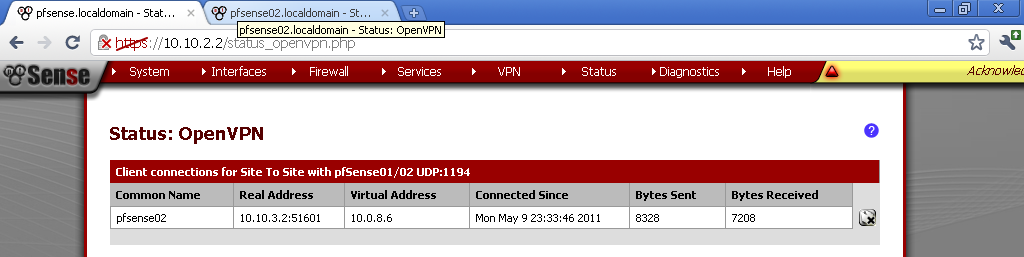 pfsense.localdomain - Stat...
pfsense02.localdomain - Stat...
pfsense02.localdomain - Status: OpenVPN
https://10.10.2.2/status_openvpn.php
Sense System Interfaces Firewall Services VPN Status Diagnostics Help Acknowled
Status: OpenVPN
?
Client connections for Site To Site with pfSense01/02 UDP:1194
Common Name Real Address Virtual Address Connected Since Bytes Sent Bytes Received
pfsense02 10.10.3.2:51601 10.0.8.6 Mon May 9 23:33:46 2011 8328 7208